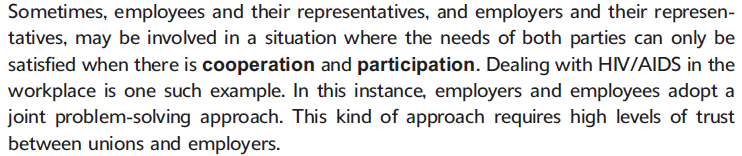 Sometimes, employees and their representatives, and employers and their represen-
tatives, may be involved in a situation where the needs of both parties can only be
satisfied when there is cooperation and participation. Dealing with HIV/AIDS in the
workplace is one such example. In this instance, employers and employees adopt a
joint problem-solving approach. This kind of approach requires high levels of trust
between unions and employers.